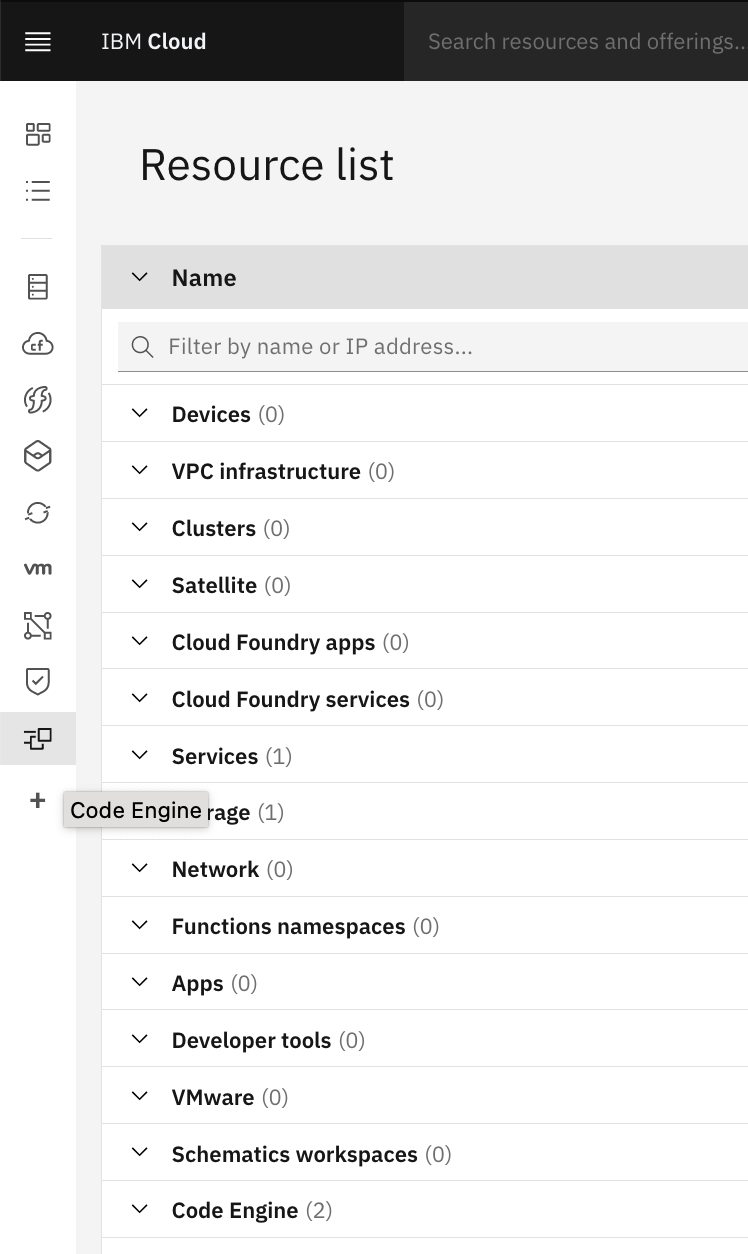 IBM Cloud
Search resources and offerings...
Resource list
Name
Filter by name or IP address...
Devices (0)
VPC infrastructure (0)
Clusters (0)
Satellite (0)
cf
Cloud Foundry apps (0)
vm
Cloud Foundry services (0)
Services (1)
Code Engine
rage (1)
Network (0)
Functions namespaces (0)
Apps (0)
Developer tools (0)
VMware (0)
Schematics workspaces (0)
Code Engine (2)